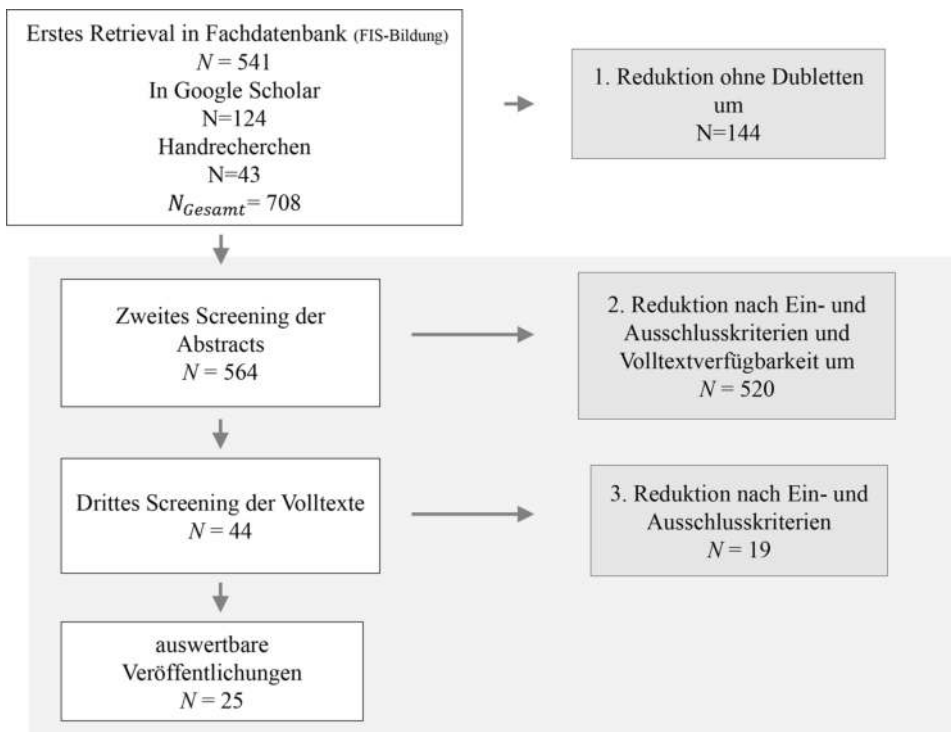 Erstes Retrieval in Fachdatenbank (FIS-Bildung)
N = 541
In Google Scholar
N=124
Handrecherchen
N=43
N_Gesamt = 708
1. Reduktion ohne Dubletten
um
N=144
Zweites Screening der
Abstracts
N = 564
2. Reduktion nach Ein- und
Ausschlusskriterien und
Volltextverfügbarkeit um
N = 520
Drittes Screening der Volltexte
N = 44
3. Reduktion nach Ein- und
Ausschlusskriterien
N = 19
auswertbare
Veröffentlichungen
N = 25